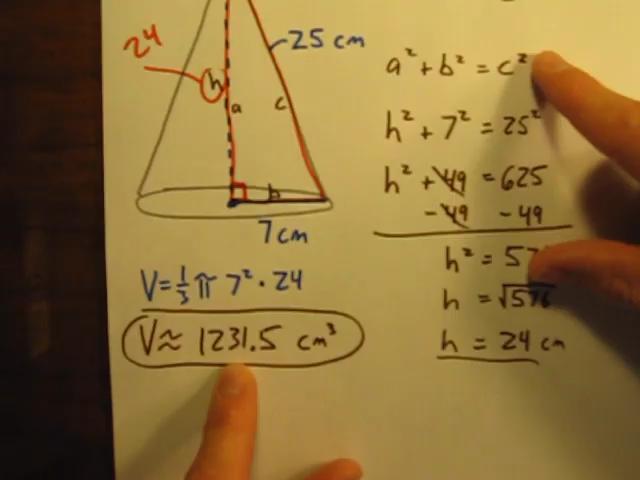 24
25 cm
h
a
c
b
7cm
V=⅓ π 7² · 24
V≈ 1231.5 cm³
a² + b² = c²
h² + 7² = 25²
h² + 49 = 625
- 49 - 49
h² = 57
h = √576
h = 24 cm